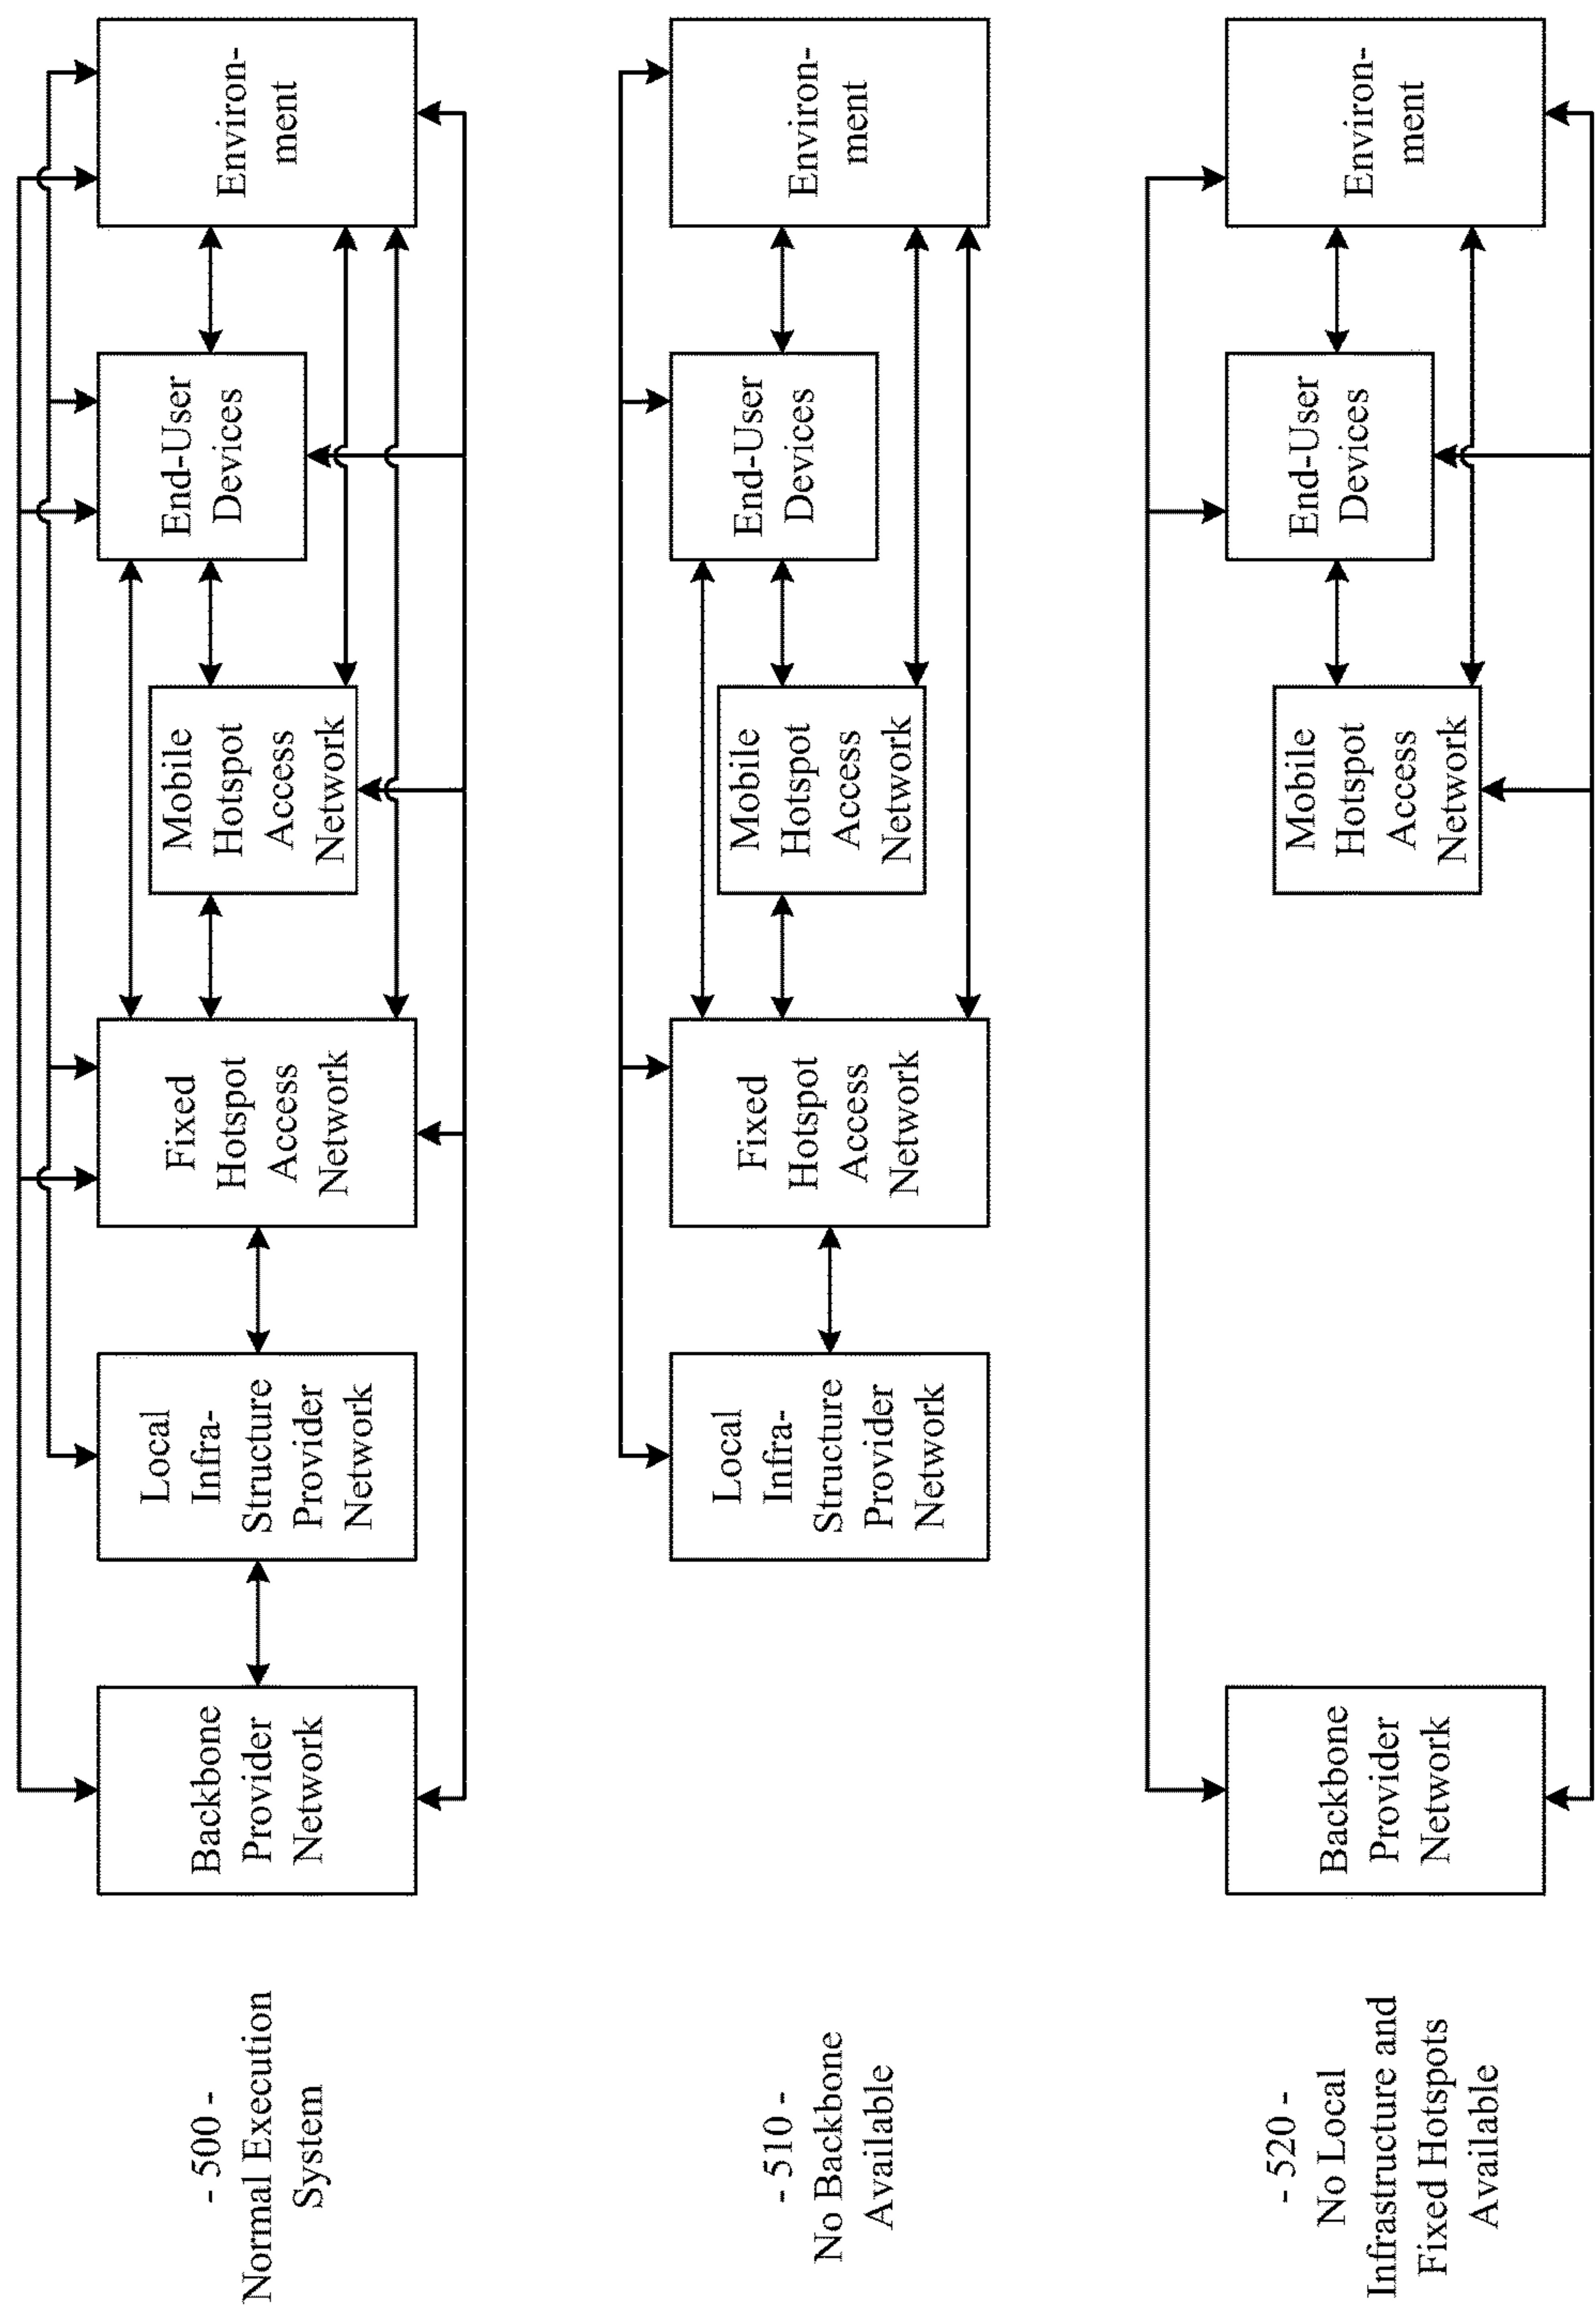 - 500 -
Normal Execution
System
Backbone
Provider
Network
Local
Infra-
Structure
Provider
Network
Fixed
Hotspot
Access
Network
Mobile
Hotspot
Access
Network
End-User
Devices
Environ-
ment
- 510 -
No Backbone
Available
Local
Infra-
Structure
Provider
Network
Fixed
Hotspot
Access
Network
Mobile
Hotspot
Access
Network
End-User
Devices
Environ-
ment
- 520 -
No Local
Infrastructure and
Fixed Hotspots
Available
Backbone
Provider
Network
Mobile
Hotspot
Access
Network
End-User
Devices
Environ-
ment